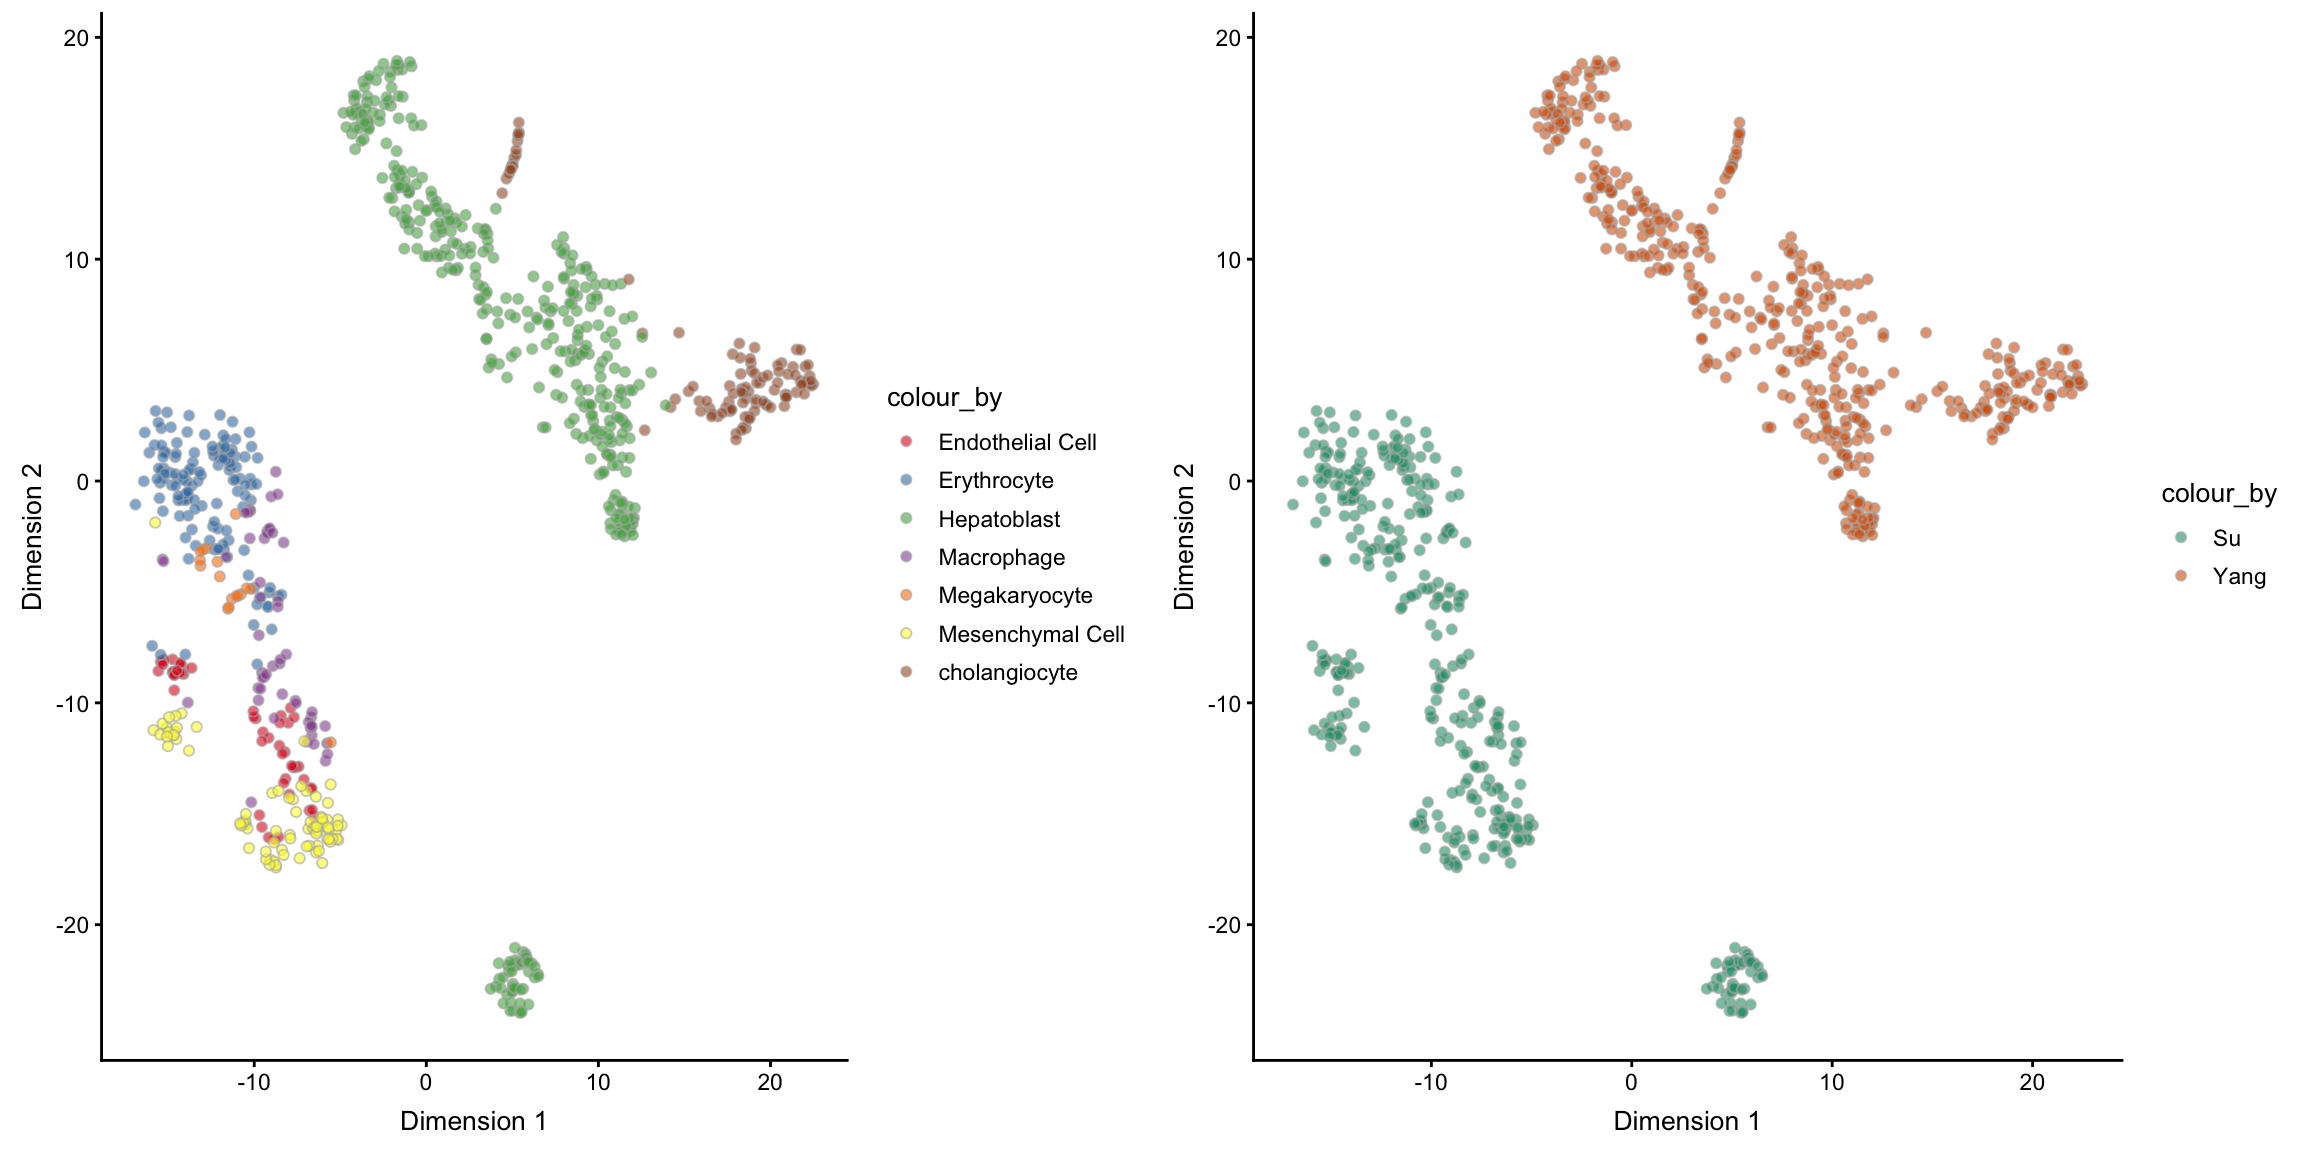 20
10
0
-10
-20
Dimension 2
-10
0
10
20
Dimension 1
colour_by
Endothelial Cell
Erythrocyte
Hepatoblast
Macrophage
Megakaryocyte
Mesenchymal Cell
cholangiocyte
20
10
0
-10
-20
Dimension 2
-10
0
10
20
Dimension 1
colour_by
Su
Yang